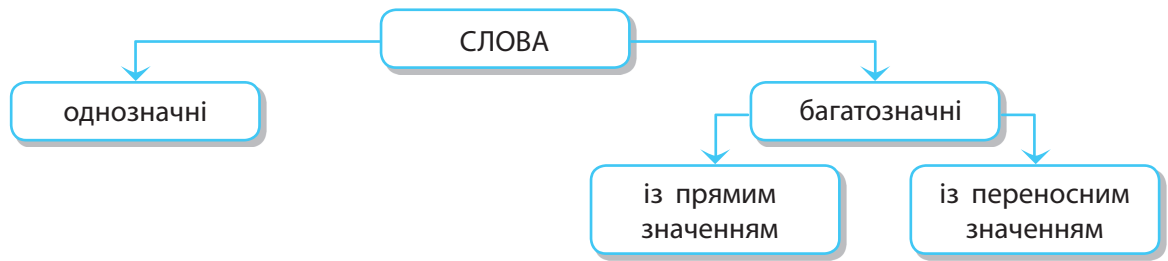 СЛОВА
однозначні
багатозначні
із прямим
значенням
із переносним
значенням